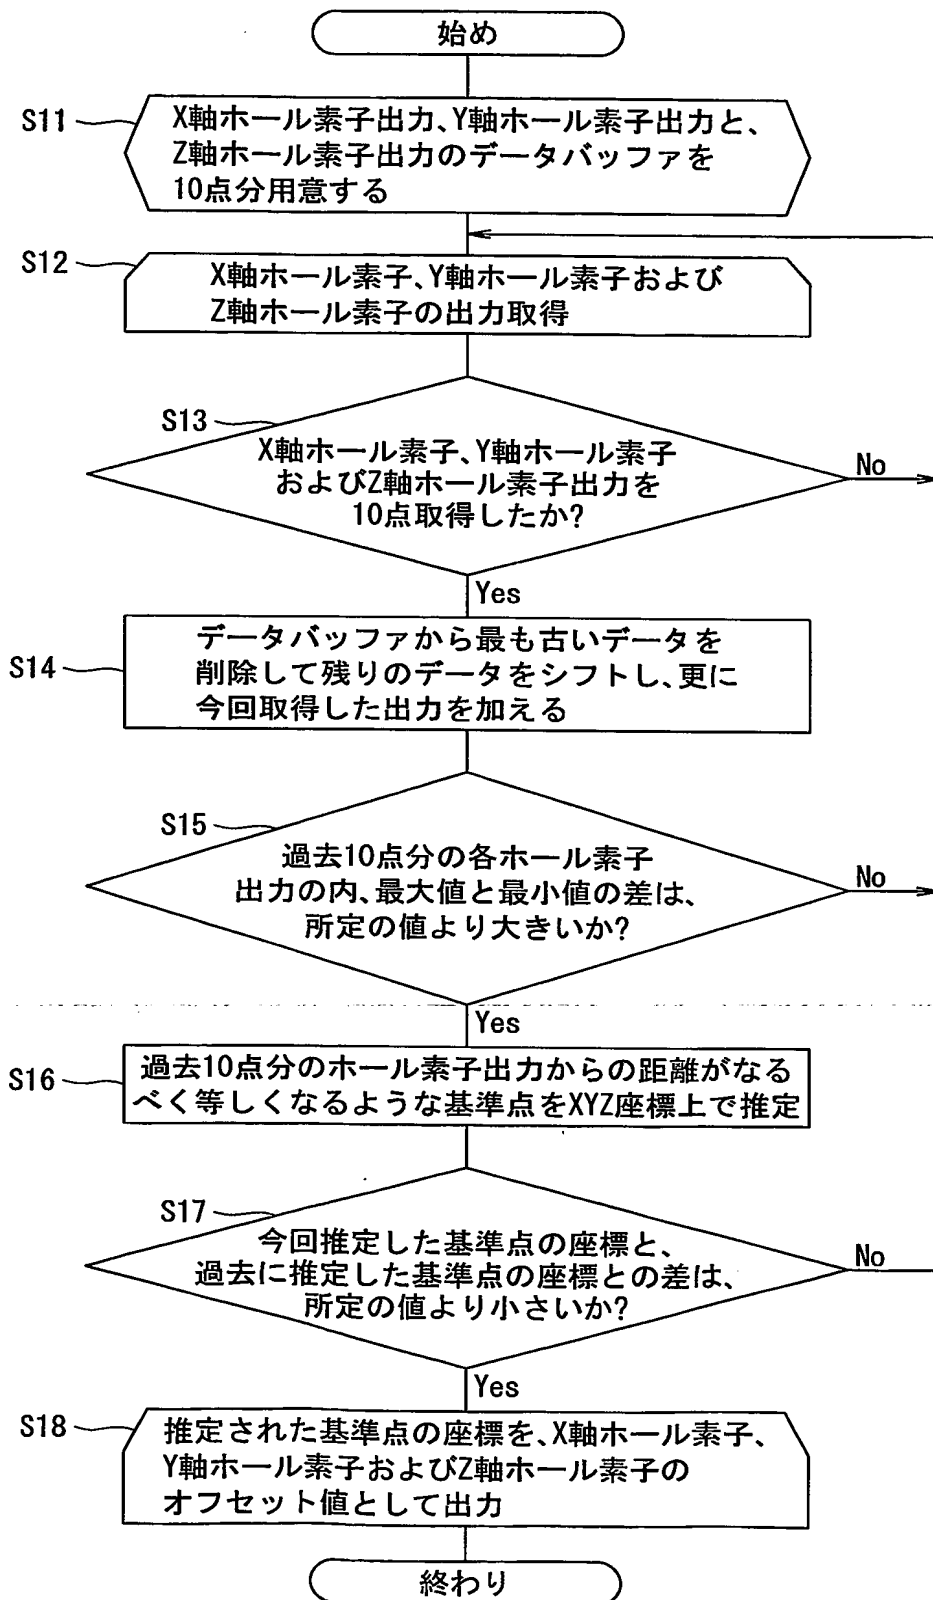 始め
S11
X軸ホール素子出力、Y軸ホール素子出力と、
Z軸ホール素子出力のデータバッファを
10点分用意する
S12
X軸ホール素子、Y軸ホール素子および
Z軸ホール素子の出力取得
S13
X軸ホール素子、Y軸ホール素子
およびZ軸ホール素子出力を
10点取得したか?
No
Yes
S14
データバッファから最も古いデータを
削除して残りのデータをシフトし、更に
今回取得した出力を加える
S15
過去10点分の各ホール素子
出力の内、最大値と最小値の差は、
所定の値より大きいか?
No
Yes
S16
過去10点分のホール素子出力からの距離がなる
べく等しくなるような基準点をXYZ座標上で推定
S17
今回推定した基準点の座標と、
過去に推定した基準点の座標との差は、
所定の値より小さいか?
No
Yes
S18
推定された基準点の座標を、X軸ホール素子、
Y軸ホール素子およびZ軸ホール素子の
オフセット値として出力
終わり